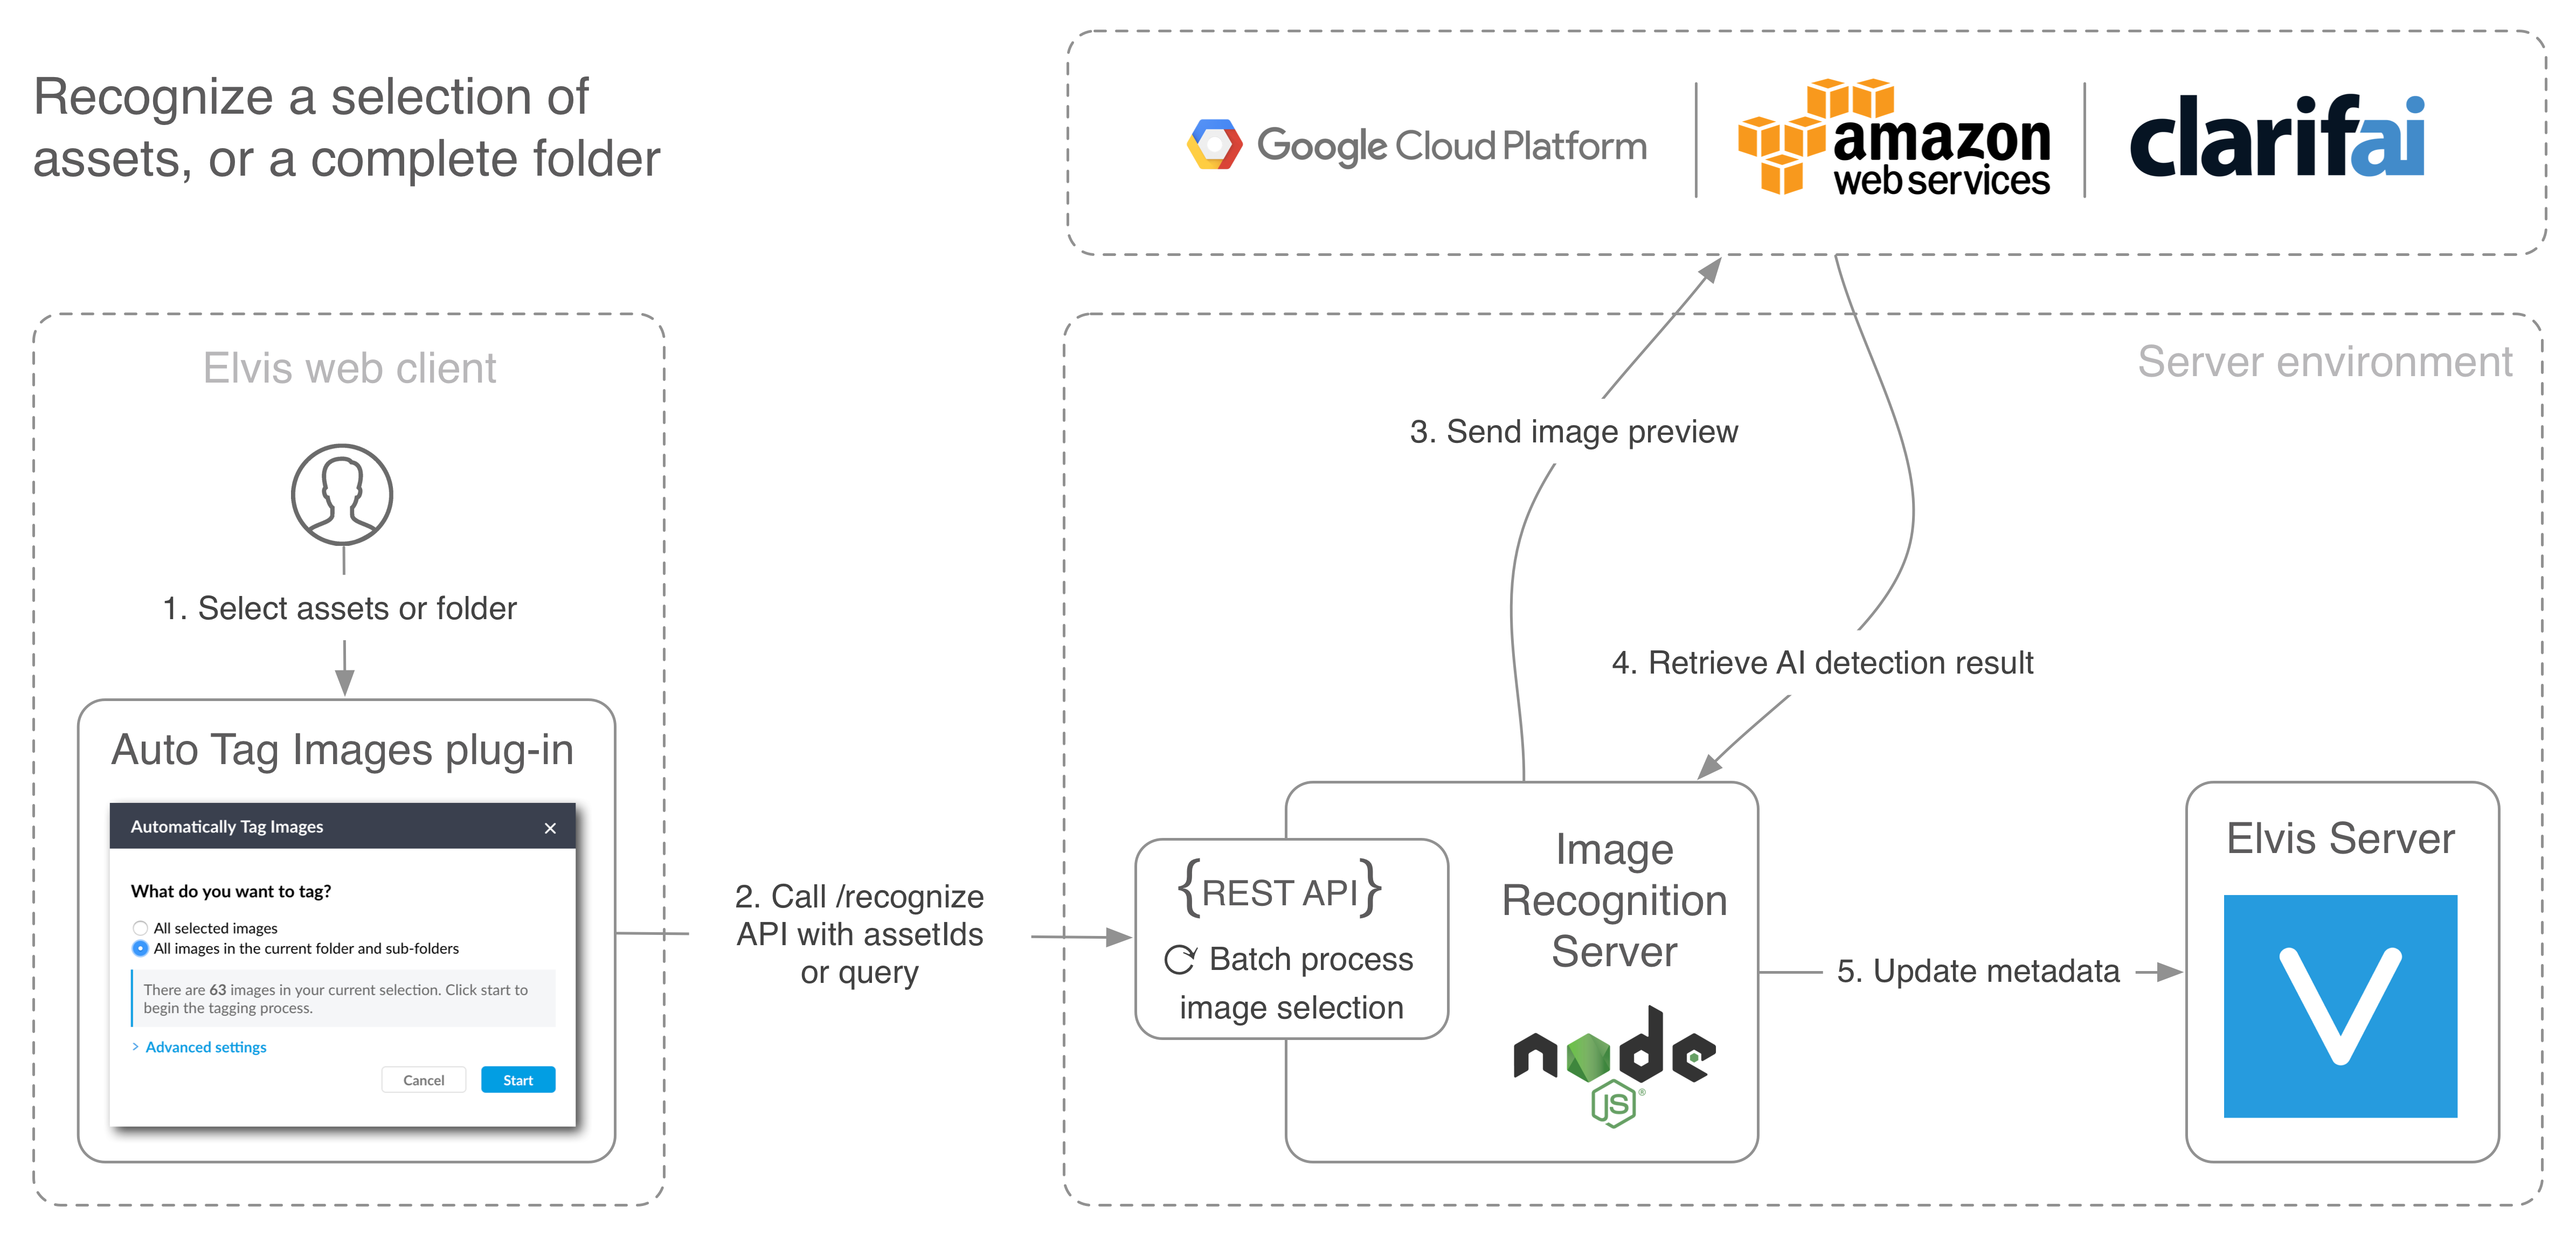 Recognize a selection of
assets, or a complete folder
Google Cloud Platform
amazon
web services
clarifai
Elvis web client
1. Select assets or folder
Auto Tag Images plug-in
Automatically Tag Images ×
What do you want to tag?
All selected images
All images in the current folder and sub-folders
There are 63 images in your current selection. Click start to
begin the tagging process.
> Advanced settings
Cancel
Start
2. Call /recognize
API with assetIds
or query
Server environment
3. Send image preview
4. Retrieve AI detection result
{REST API}
Batch process
image selection
Image
Recognition
Server
node
JS®
5. Update metadata
Elvis Server